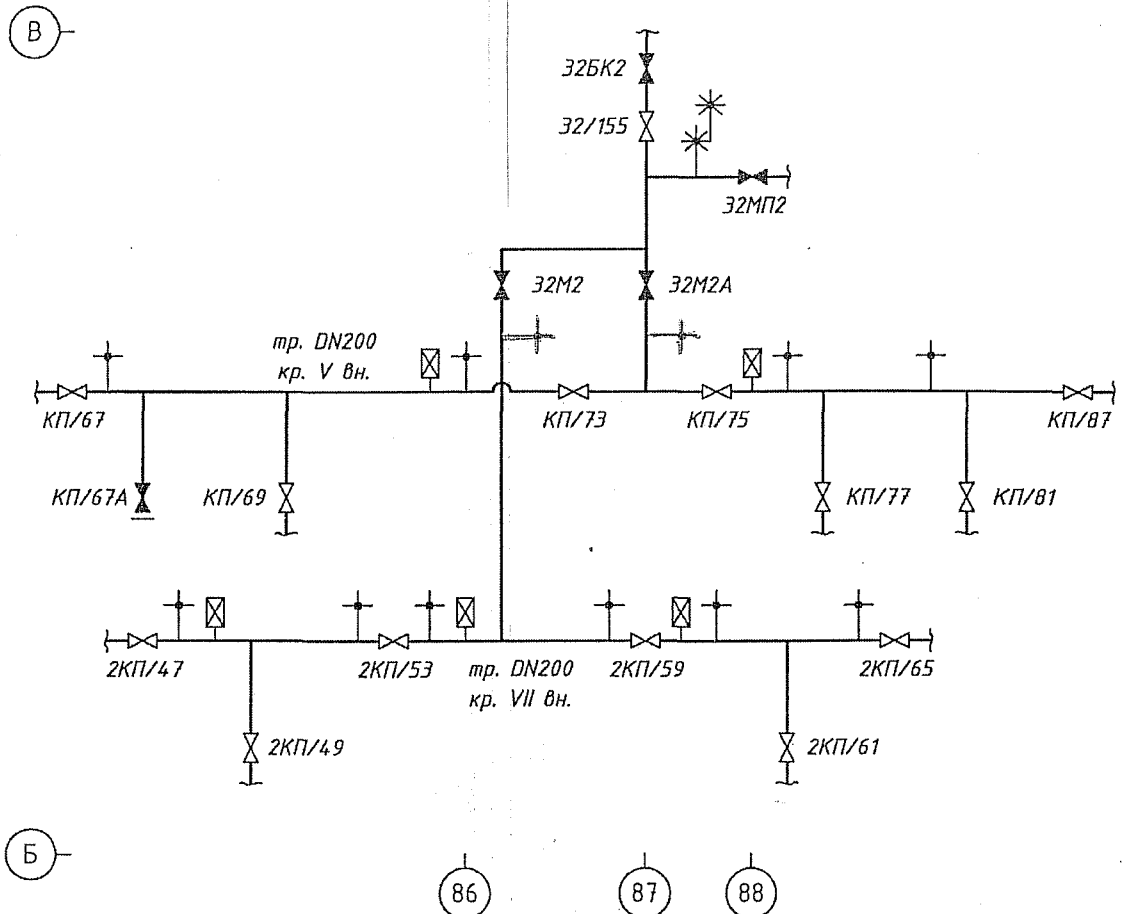 В
32БК2
32/155
32МП2
32М2
32М2А
тр. DN200
кр. V вн.
КП/67
КП/73
КП/75
КП/87
КП/67А
КП/69
КП/77
КП/81
2КП/47
2КП/53
тр. DN200
кр. VII вн.
2КП/59
2КП/65
2КП/49
2КП/61
Б
86
87
88